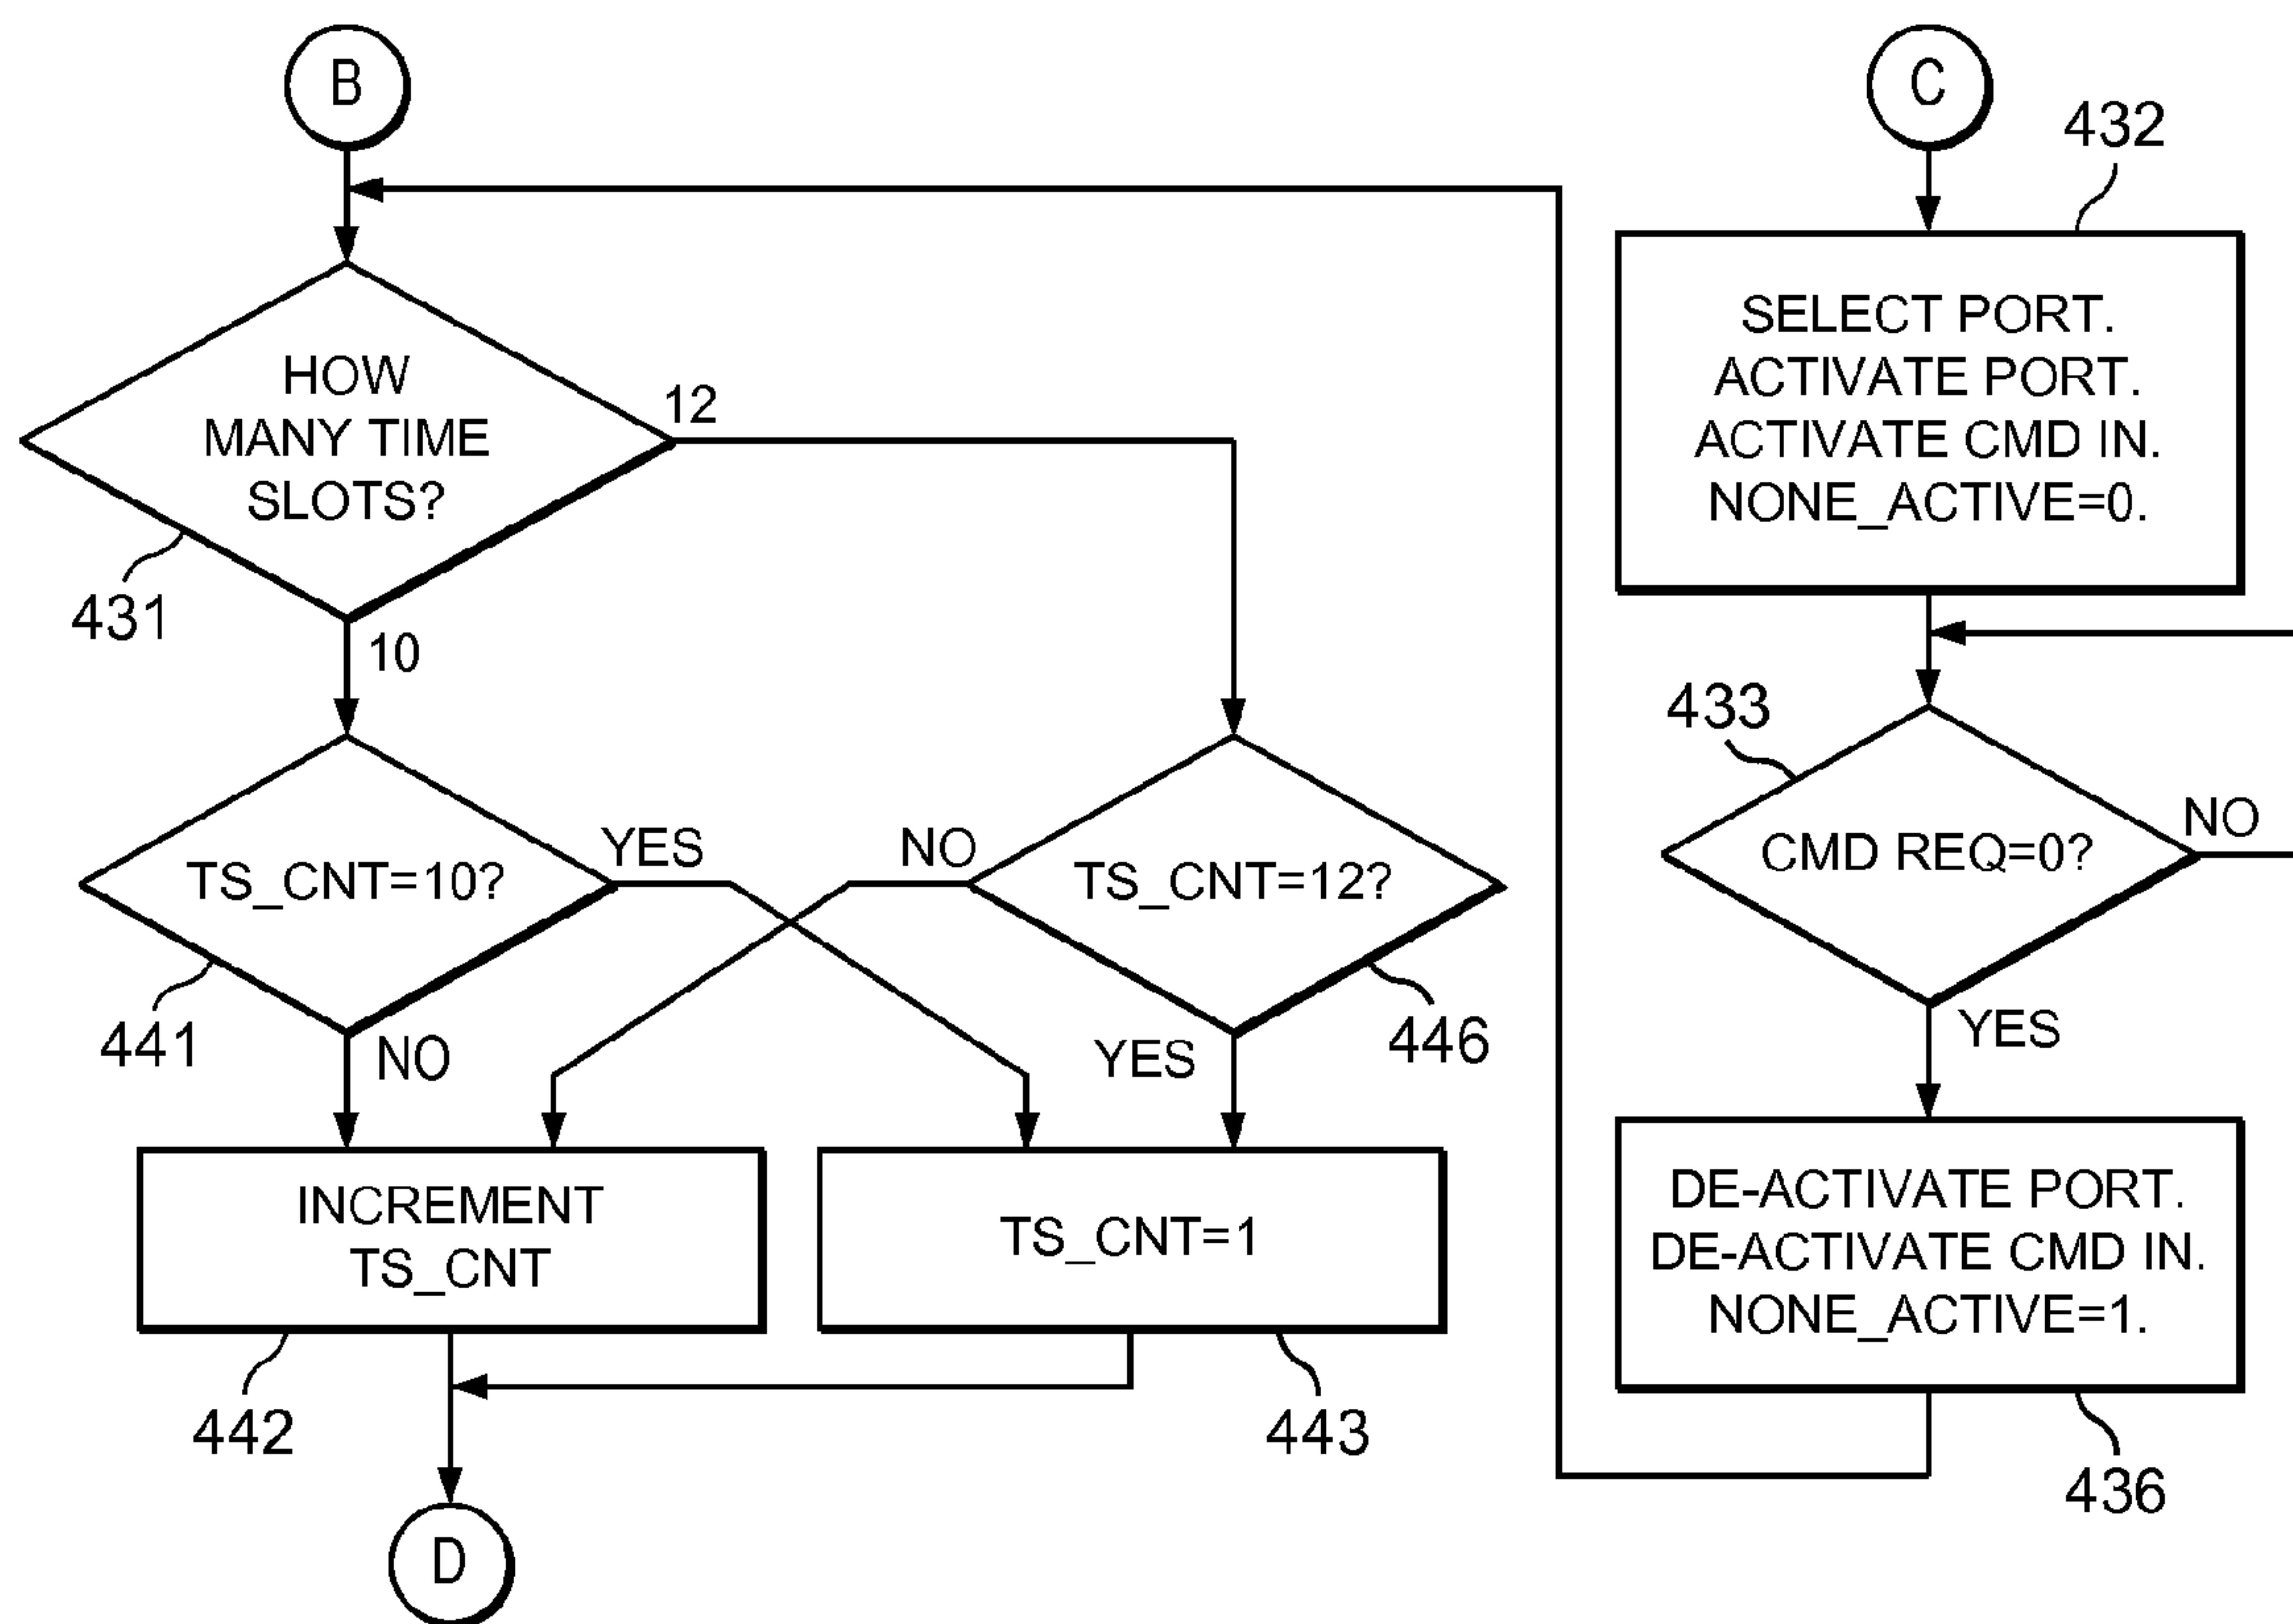 B
HOW
MANY TIME
SLOTS?
12
431
10
TS_CNT=10?
YES
441
NO
NO
TS_CNT=12?
446
YES
INCREMENT
TS_CNT
442
TS_CNT=1
443
D
C
432
SELECT PORT.
ACTIVATE PORT.
ACTIVATE CMD IN.
NONE_ACTIVE=0.
433
CMD REQ=0?
NO
YES
DE-ACTIVATE PORT.
DE-ACTIVATE CMD IN.
NONE_ACTIVE=1.
436